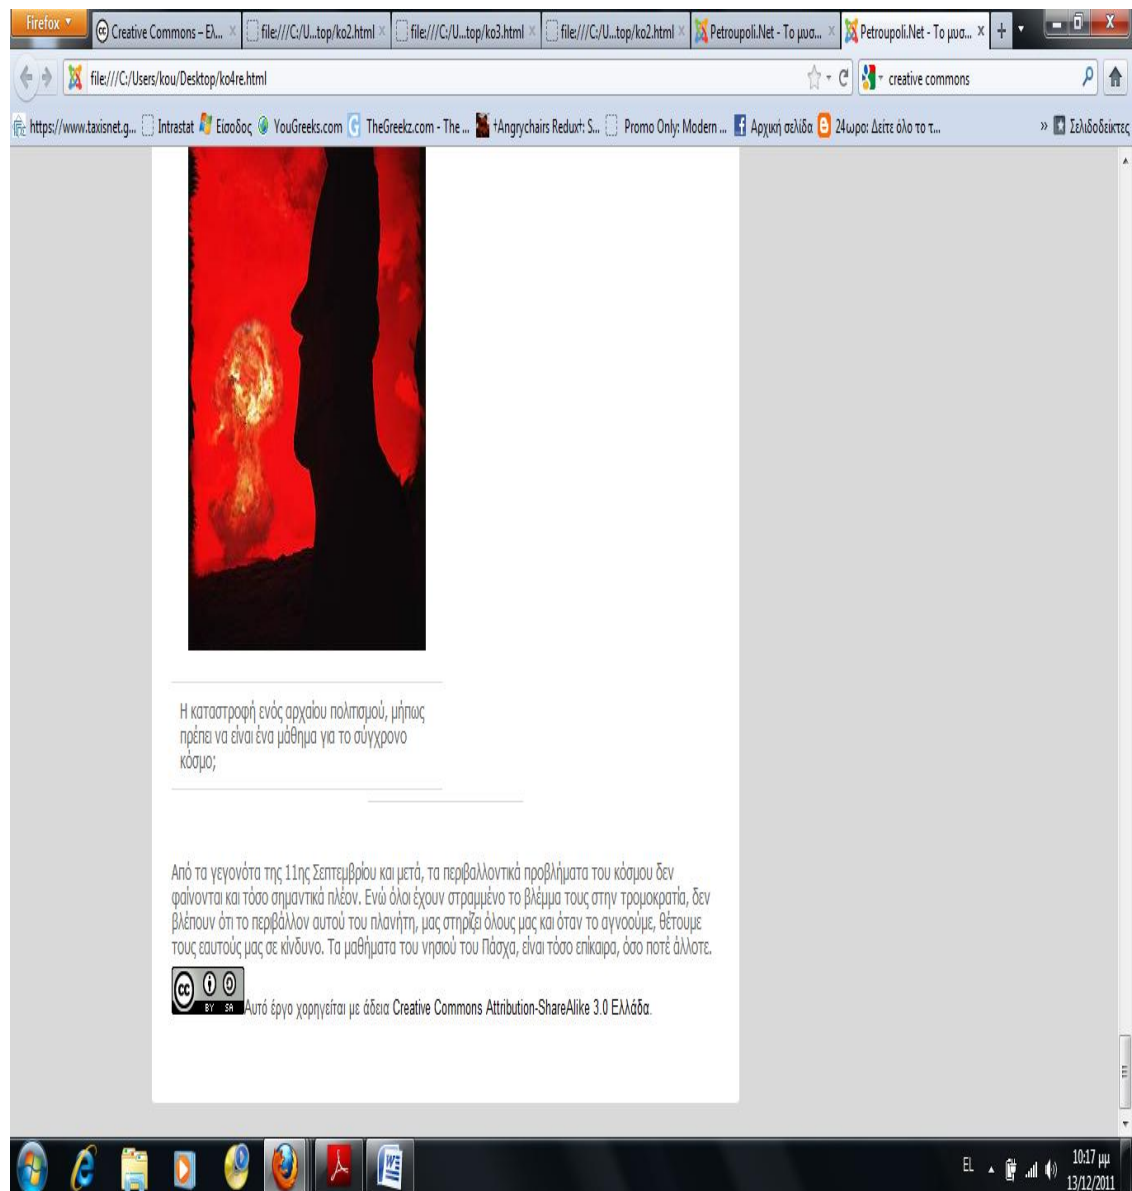 Firefox
Creative Commons – Ελ...
file:///C:/U...top/ko2.html
file:///C:/U...top/ko3.html
file:///C:/U...top/ko2.html
Petroupoli.Net - Το μυσ...
Petroupoli.Net - Το μυσ...
file:///C:/Users/kou/Desktop/ko4re.html
creative commons
https://www.taxisnet.g...
Intrastat
Είσοδος
YouGreeks.com
TheGreekz.com - The ...
†Angrychairs Redux†: S...
Promo Only: Modern ...
Αρχική σελίδα
24ωρο: Δείτε όλο το τ...
» Σελιδοδείκτες
Η καταστροφή ενός αρχαίου πολιτισμού, μήπως
πρέπει να είναι ένα μάθημα για το σύγχρονο
κόσμο;
Από τα γεγονότα της 11ης Σεπτεμβρίου και μετά, τα περιβαλλοντικά προβλήματα του κόσμου δεν
φαίνονται και τόσο σημαντικά πλέον. Ενώ όλοι έχουν στραμμένο το βλέμμα τους στην τρομοκρατία, δεν
βλέπουν ότι το περιβάλλον αυτού του πλανήτη, μας στηρίζει όλους μας και όταν το αγνοούμε, θέτουμε
τους εαυτούς μας σε κίνδυνο. Τα μαθήματα του νησιού του Πάσχα, είναι τόσο επίκαιρα, όσο ποτέ άλλοτε.
cc BY SA
Αυτό έργο χορηγείται με άδεια Creative Commons Attribution-ShareAlike 3.0 Ελλάδα.
EL
10:17 μμ
13/12/2011